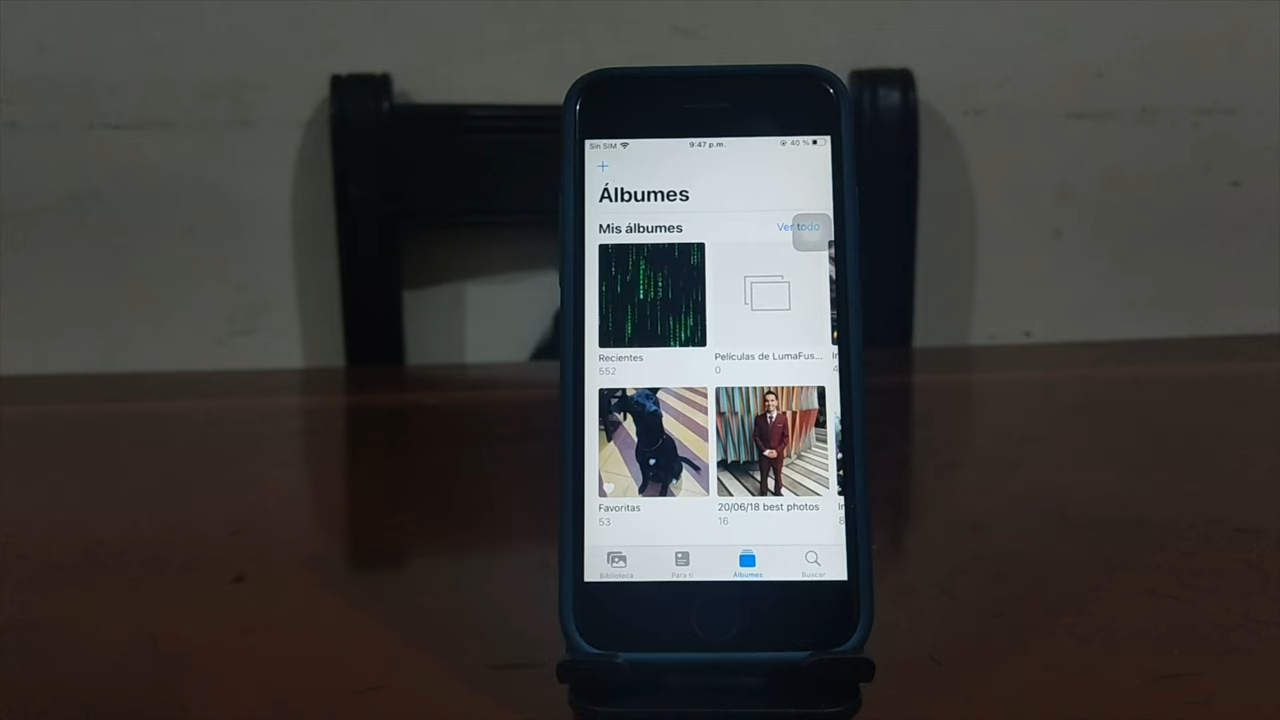 Sin SIM 9:47 p.m. 40 %
+
Álbumes
Mis álbumes Ver todo
Recientes
552
Películas de LumaFus...
0
Favoritas
53
20/06/18 best photos
16
Biblioteca Para ti Álbumes Buscar